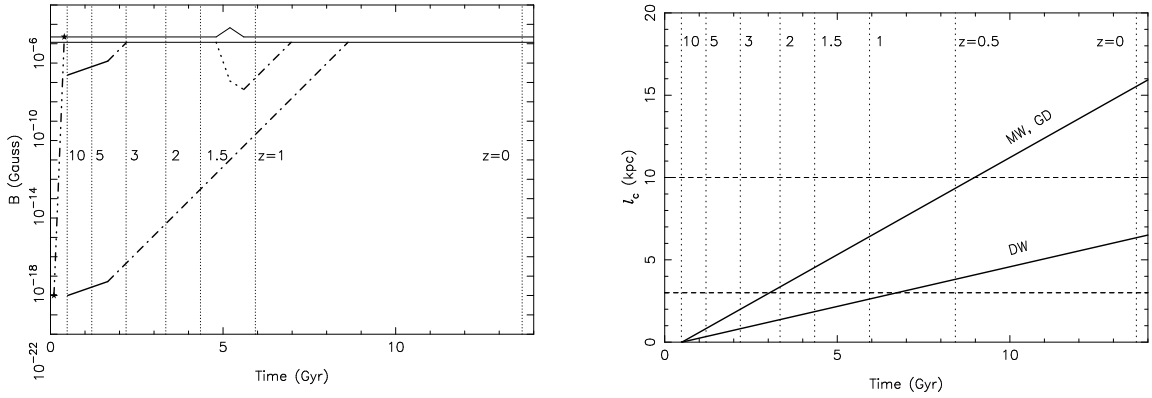 10⁻⁶
10⁻¹⁰
10⁻¹⁴
10⁻¹⁸
10⁻²²
B (Gauss)
10 5 3 2 1.5 z=1 z=0
0 5 10
Time (Gyr)
20
15
10
5
0
l_c (kpc)
10 5 3 2 1.5 1 z=0.5 z=0
MW, GD
DW
0 5 10
Time (Gyr)